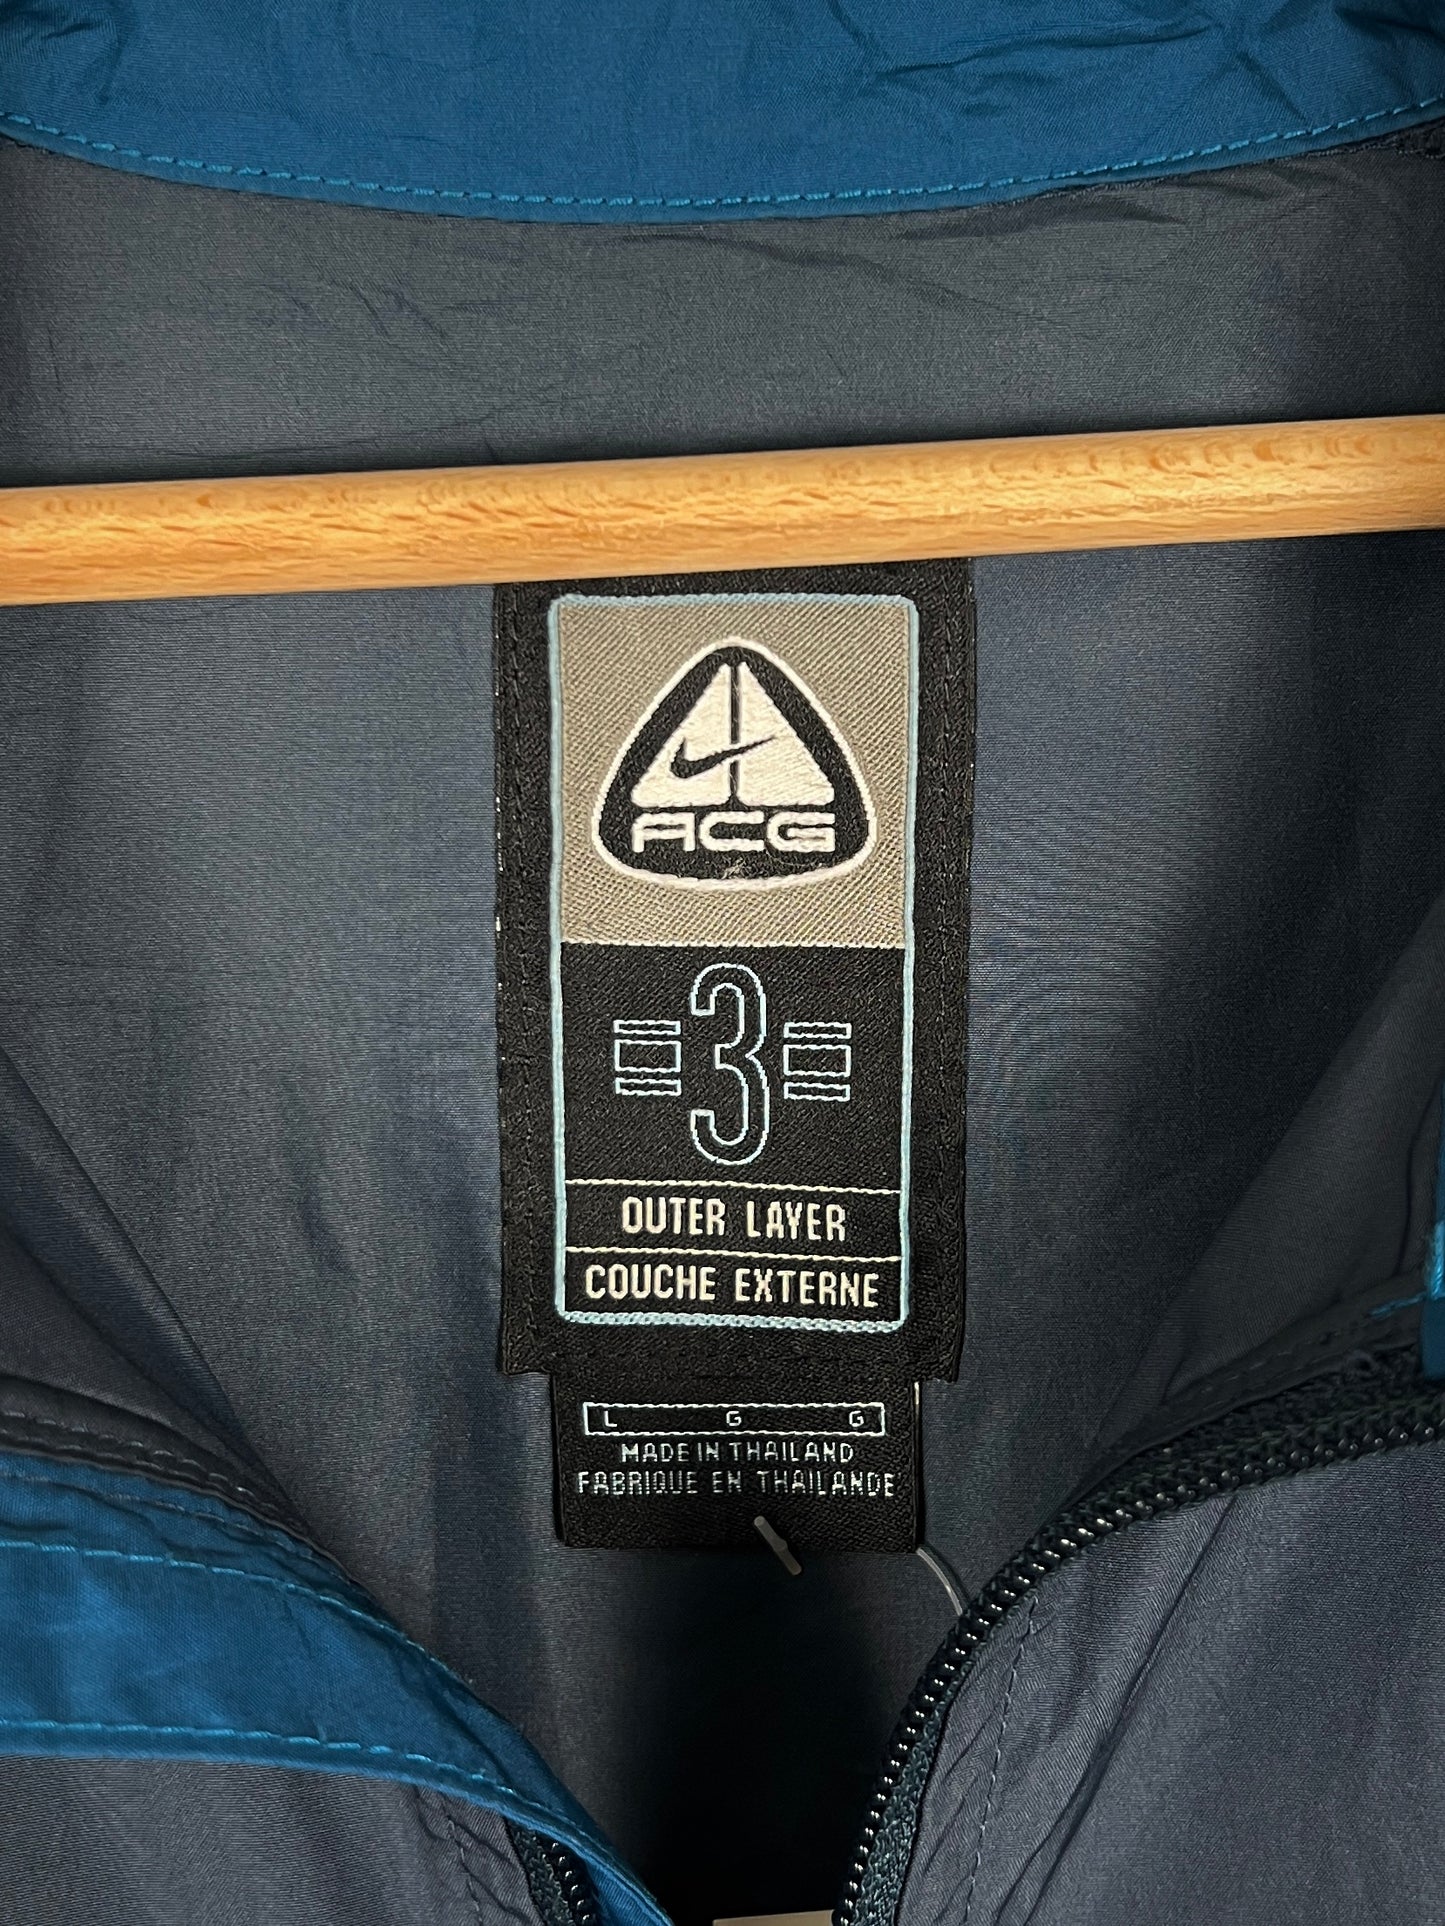 ACG
3
OUTER LAYER
COUCHE EXTERNE
L G G
MADE IN THAILAND
FABRIQUE EN THAILANDE